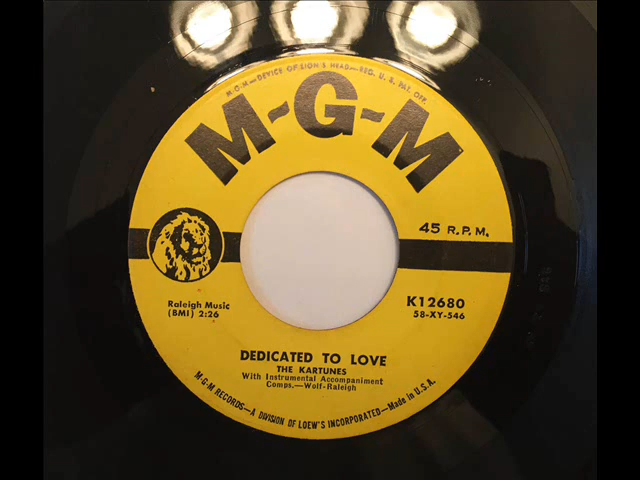 M-G-M—DEVICE OF LION'S HEAD—REG. U.S. PAT. OFF.
M-G-M
45 R.P.M.
Raleigh Music
(BMI) 2:26
K12680
58-XY-546
DEDICATED TO LOVE
THE KARTUNES
With Instrumental Accompaniment
Comps.—Wolf-Raleigh
M-G-M RECORDS—A DIVISION OF LOEW'S INCORPORATED—Made in U.S.A.